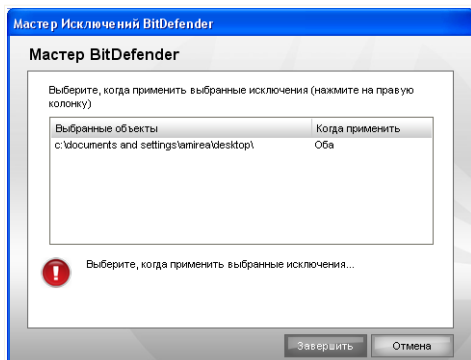 Мастер Исключений BitDefender
Мастер BitDefender
Выберите, когда применить выбранные исключения (нажмите на правую
колонку)
Выбранные объекты Когда применить
c:\documents and settings\amirea\desktop\ Оба
Выберите, когда применить выбранные исключения...
Завершить Отмена